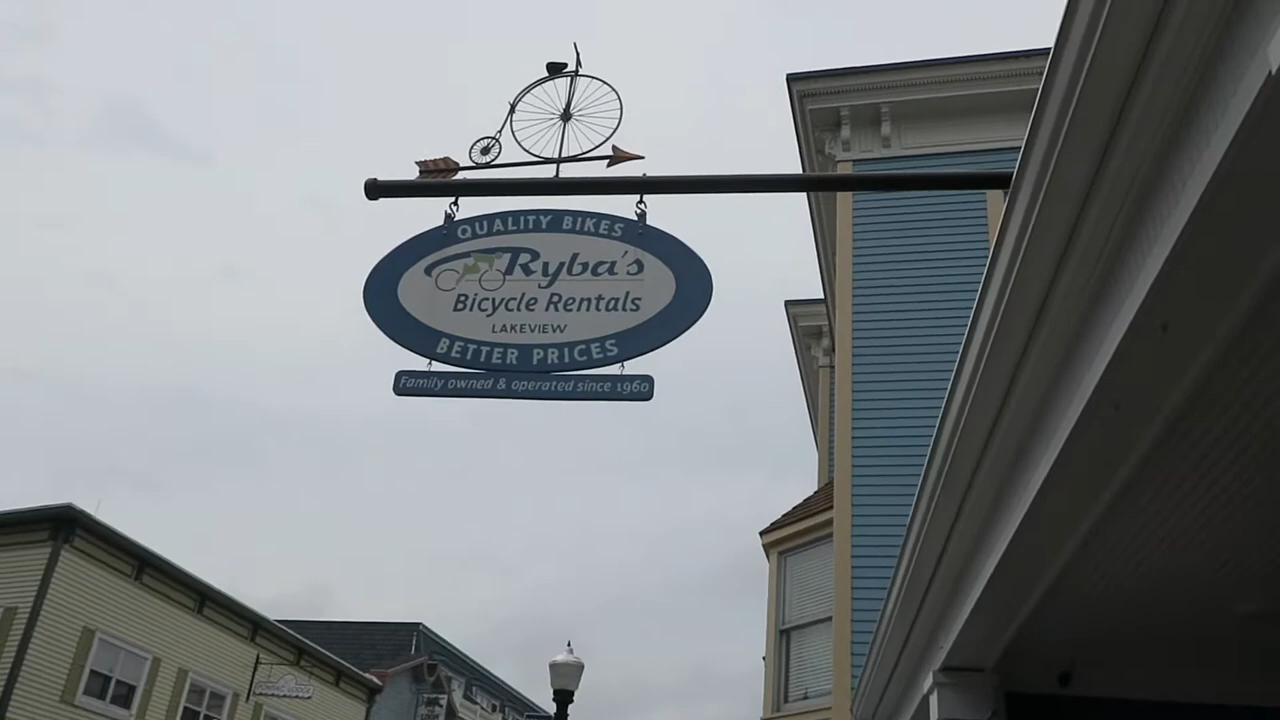 QUALITY BIKES
Ryba's
Bicycle Rentals
LAKEVIEW
BETTER PRICES
Family owned & operated since 1960